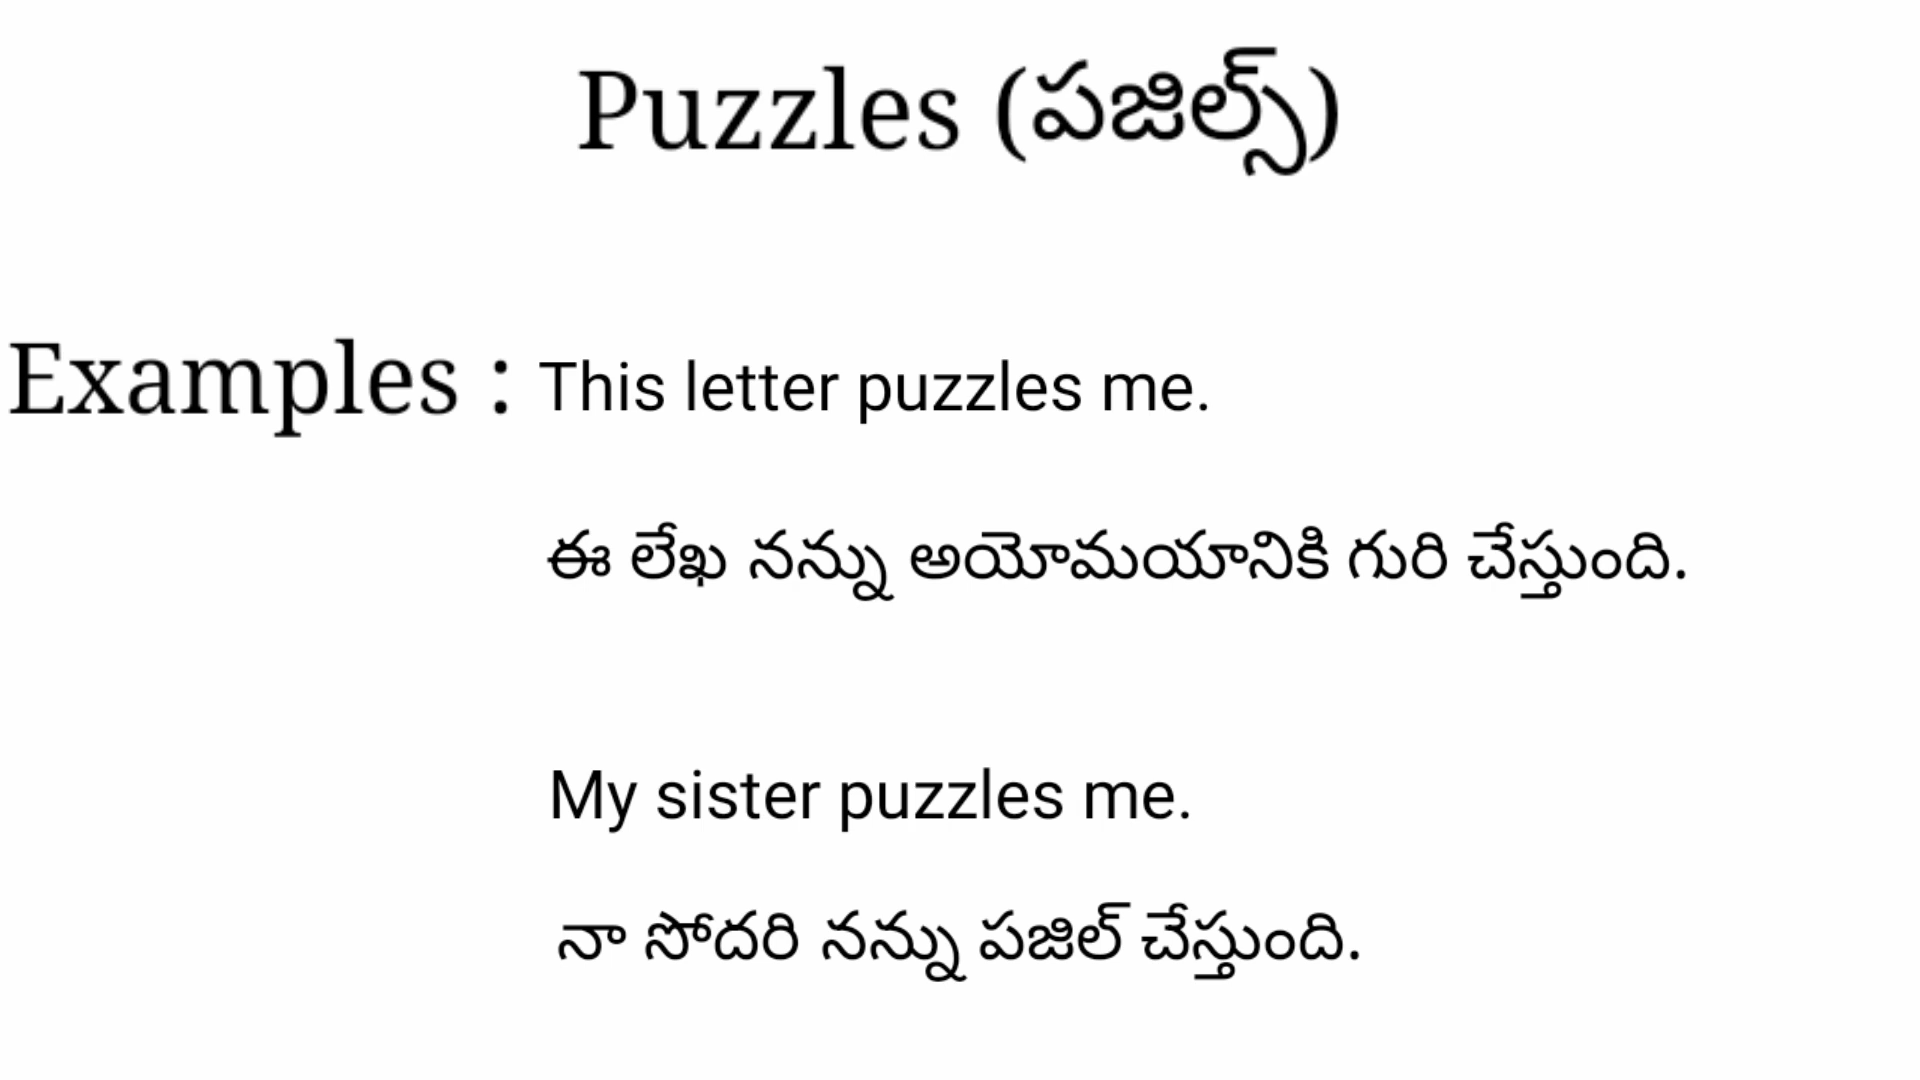 Puzzles (పజిల్స్)
Examples : This letter puzzles me.
ఈ లేఖ నన్ను అయోమయానికి గురి చేస్తుంది.
My sister puzzles me.
నా సోదరి నన్ను పజిల్ చేస్తుంది.